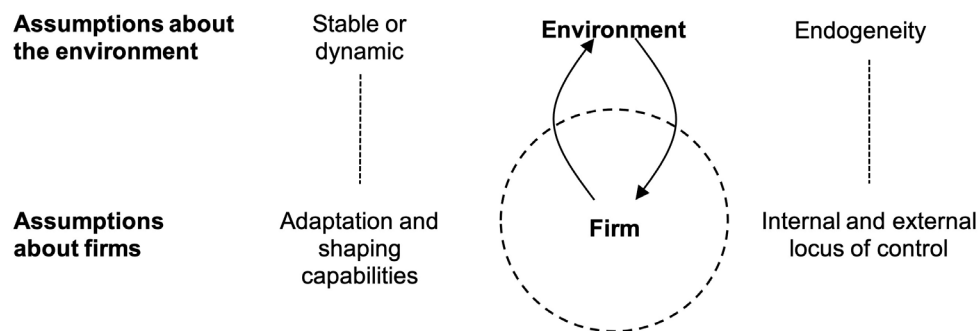 Assumptions about
the environment
Stable or
dynamic
Environment
Endogeneity
Assumptions
about firms
Adaptation and
shaping
capabilities
Firm
Internal and external
locus of control